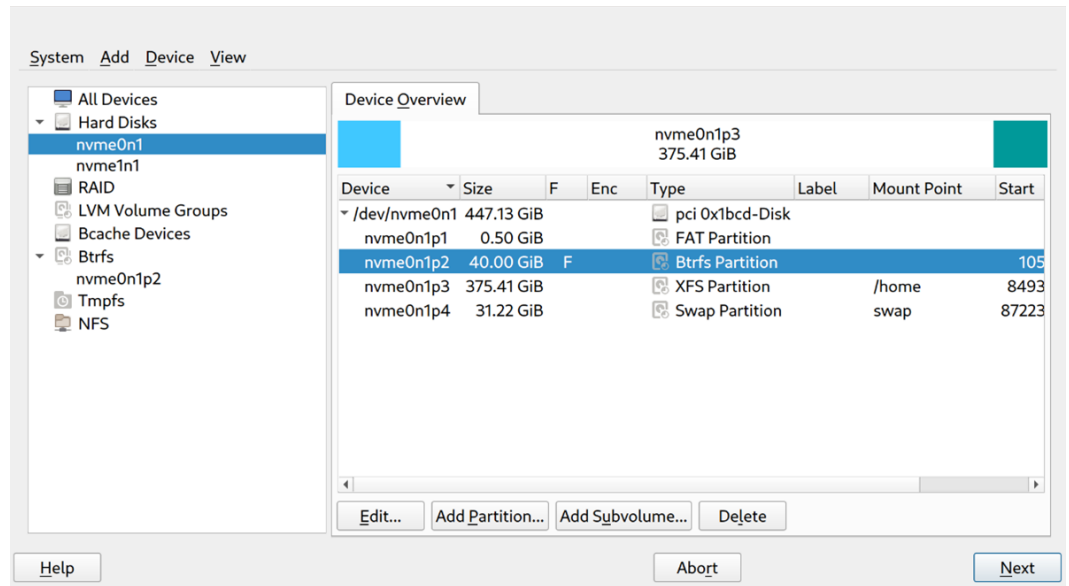 System Add Device View
All Devices
Hard Disks
nvme0n1
nvme1n1
RAID
LVM Volume Groups
Bcache Devices
Btrfs
nvme0n1p2
Tmpfs
NFS
Device Overview
nvme0n1p3
375.41 GiB
Device Size F Enc Type Label Mount Point Start
/dev/nvme0n1 447.13 GiB pci 0x1bcd-Disk
nvme0n1p1 0.50 GiB FAT Partition
nvme0n1p2 40.00 GiB F Btrfs Partition 105
nvme0n1p3 375.41 GiB XFS Partition /home 8493
nvme0n1p4 31.22 GiB Swap Partition swap 87223
Edit... Add Partition... Add Subvolume... Delete
Help Abort Next